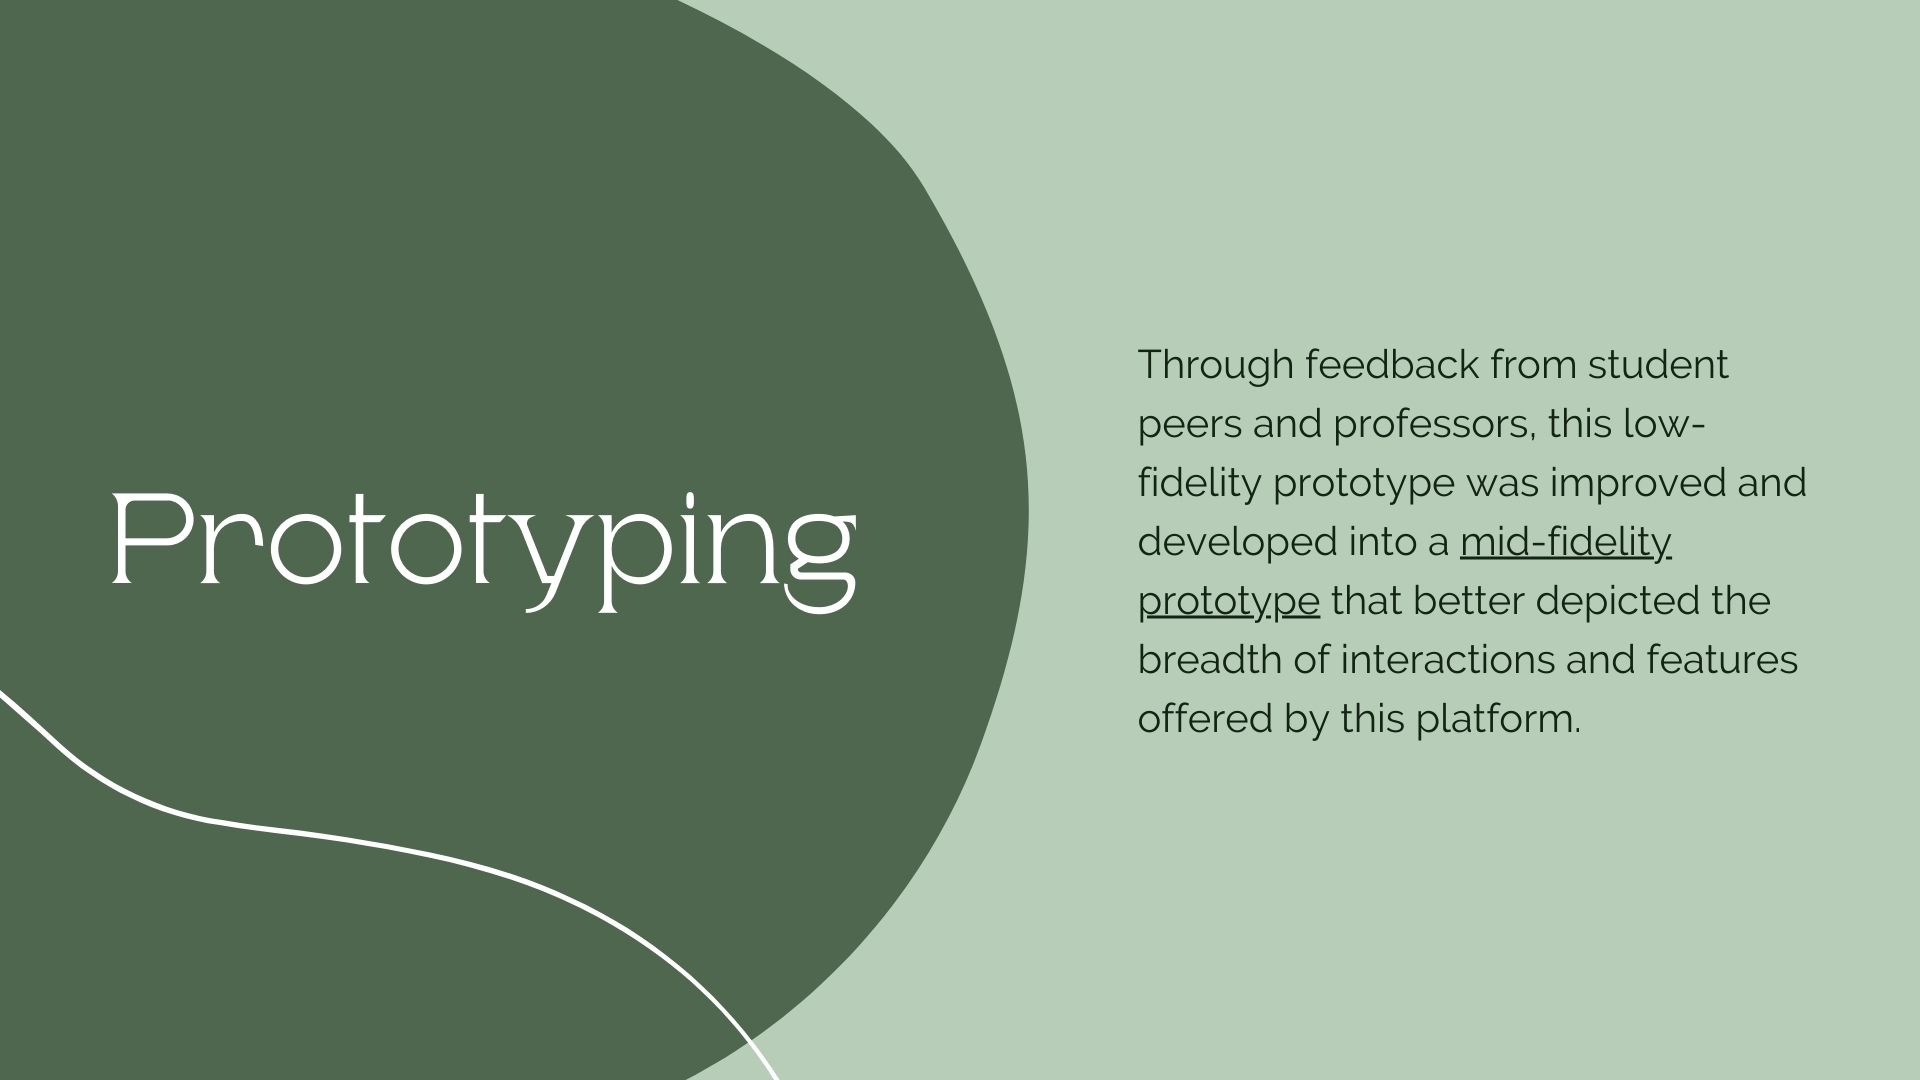 Prototyping
Through feedback from student
peers and professors, this low-
fidelity prototype was improved and
developed into a mid-fidelity
prototype that better depicted the
breadth of interactions and features
offered by this platform.